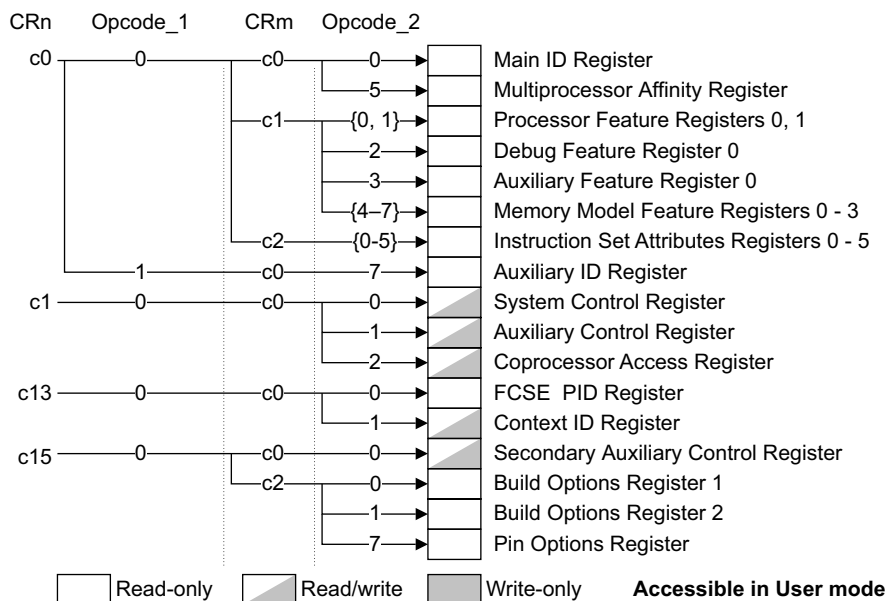 CRn Opcode_1 CRm Opcode_2
c0 0 c0 0 Main ID Register
5 Multiprocessor Affinity Register
c1 {0, 1} Processor Feature Registers 0, 1
2 Debug Feature Register 0
3 Auxiliary Feature Register 0
{4–7} Memory Model Feature Registers 0 - 3
c2 {0-5} Instruction Set Attributes Registers 0 - 5
1 c0 7 Auxiliary ID Register
c1 0 c0 0 System Control Register
1 Auxiliary Control Register
2 Coprocessor Access Register
c13 0 c0 0 FCSE PID Register
1 Context ID Register
c15 0 c0 0 Secondary Auxiliary Control Register
c2 0 Build Options Register 1
1 Build Options Register 2
7 Pin Options Register
Read-only Read/write Write-only Accessible in User mode